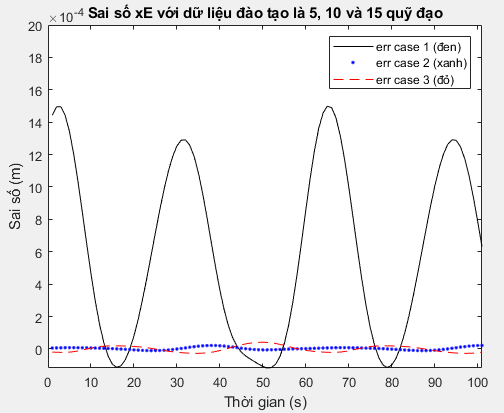 Sai số xE với dữ liệu đào tạo là 5, 10 và 15 quỹ đạo
×10⁻⁴
20
18
16
14
12
10
8
6
4
2
0
err case 1 (đen)
err case 2 (xanh)
err case 3 (đỏ)
Sai số (m)
0 10 20 30 40 50 60 70 80 90 100
Thời gian (s)